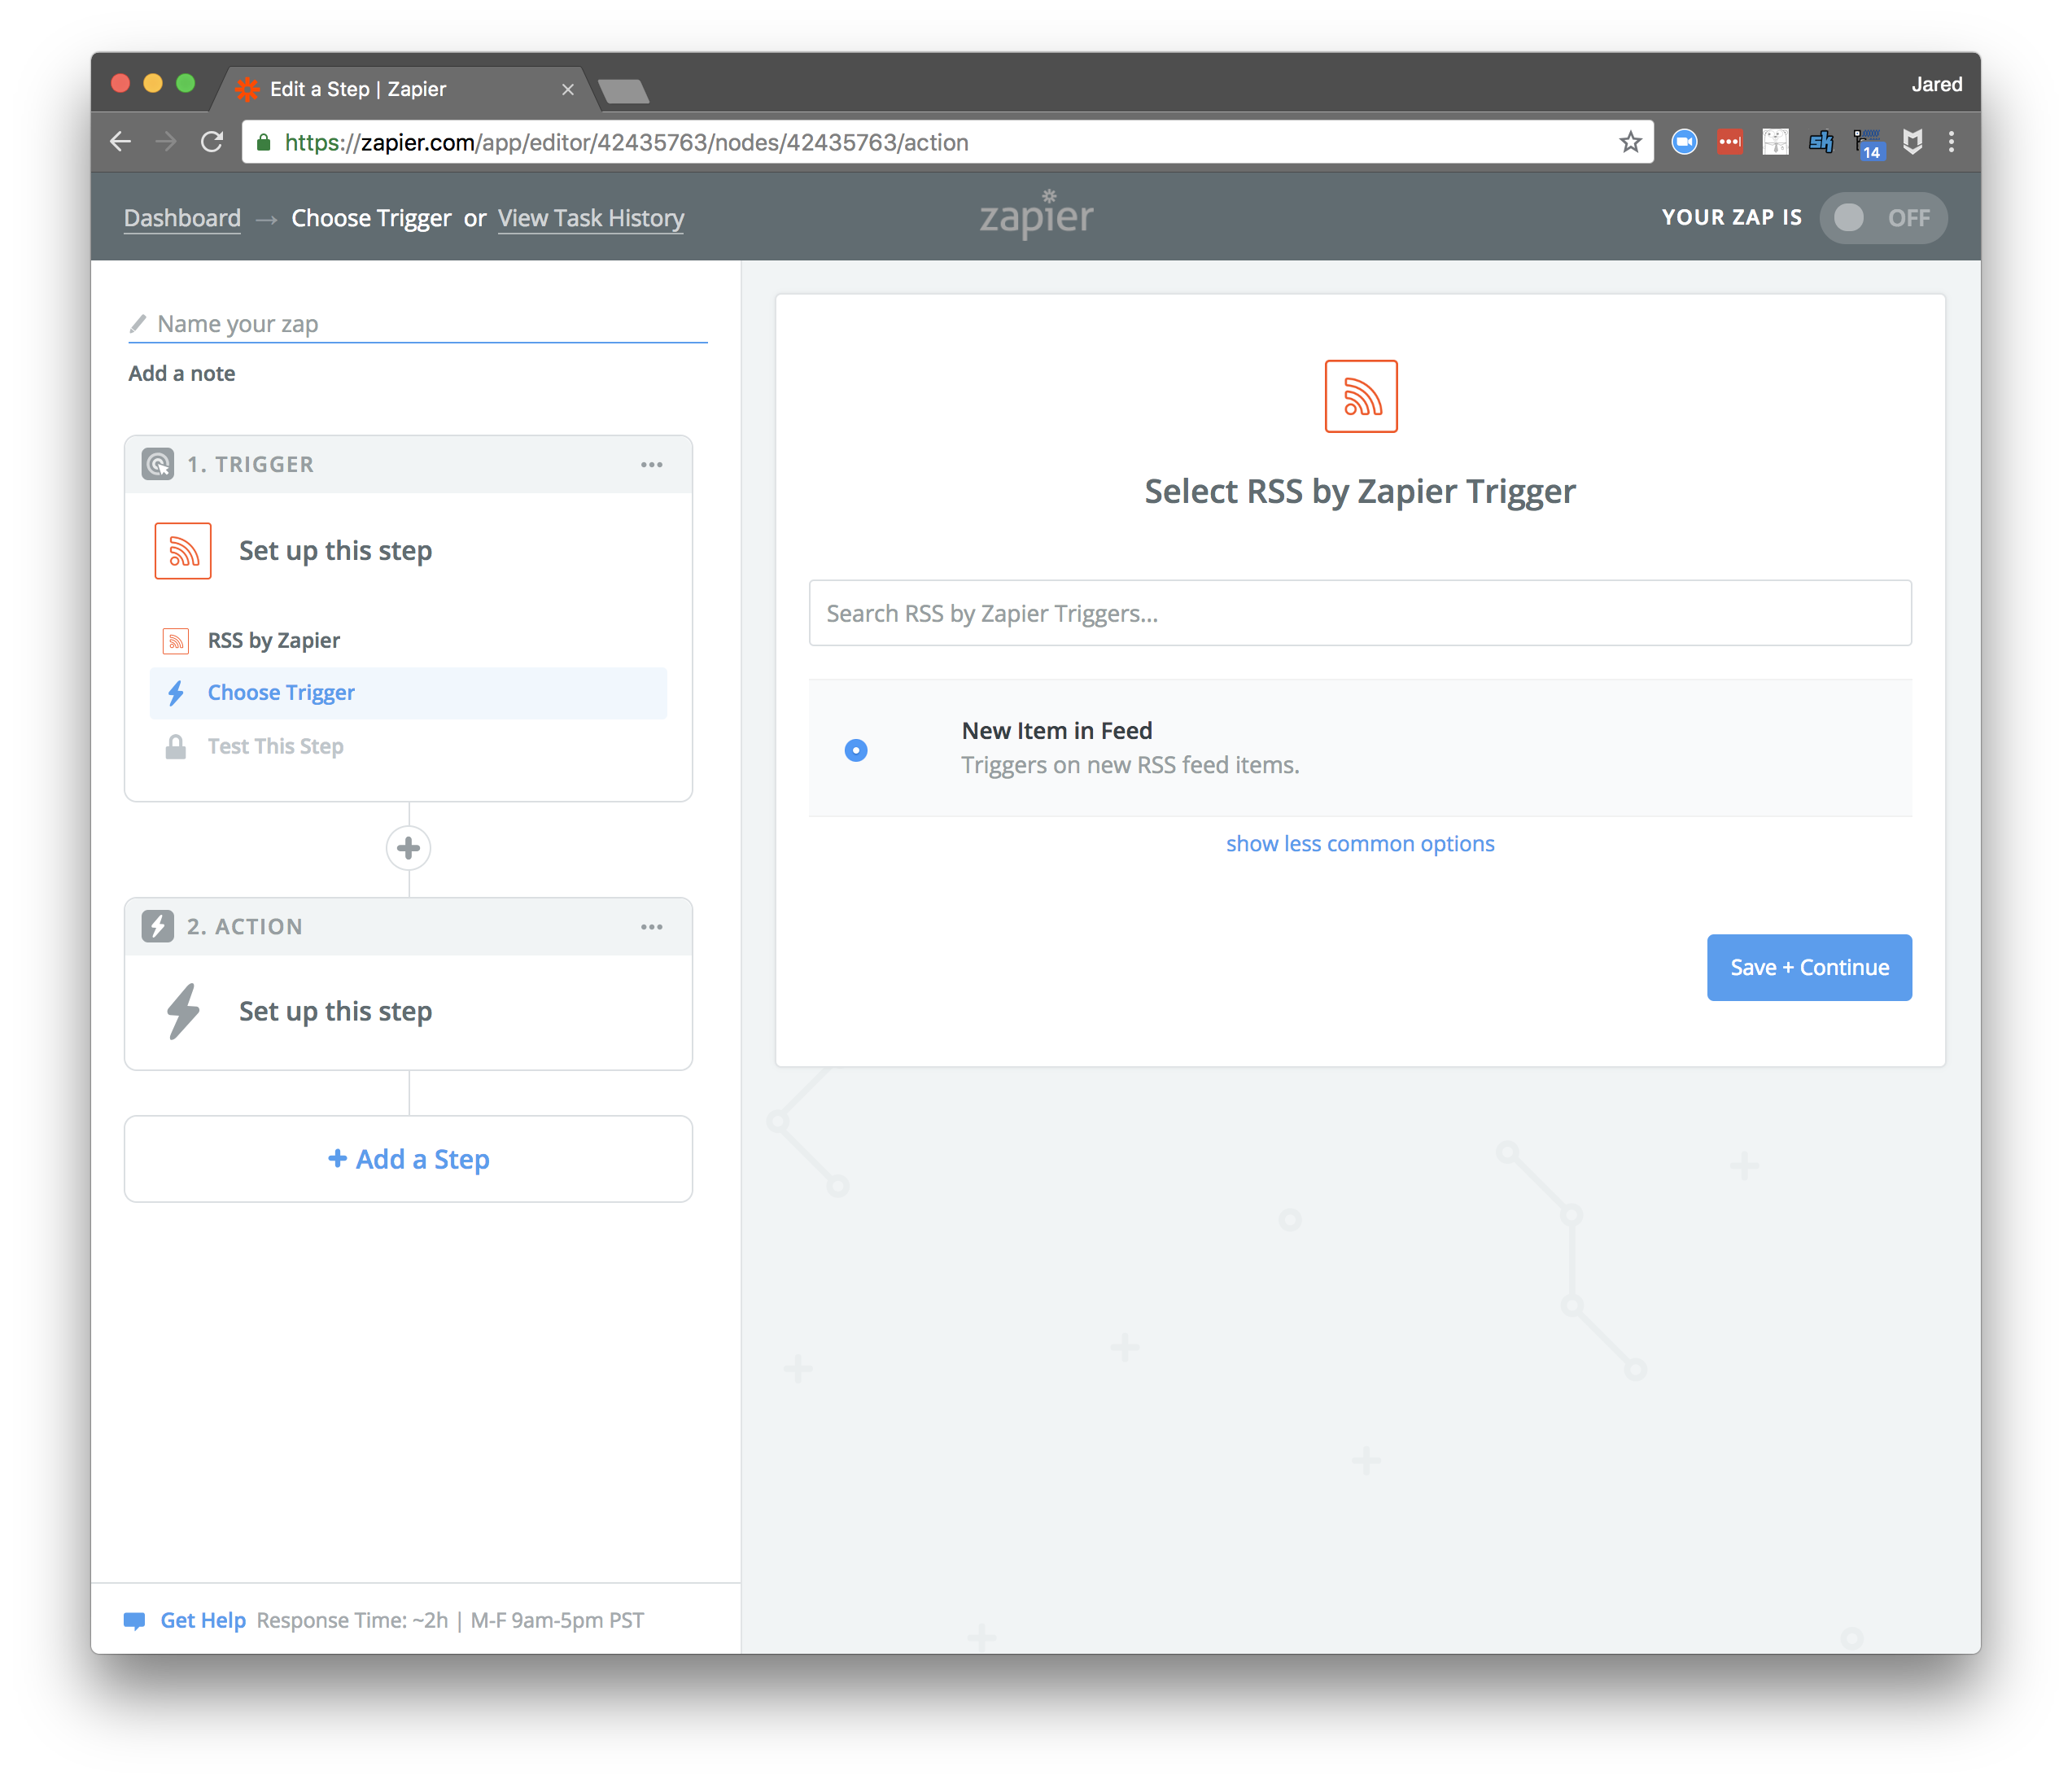 Edit a Step | Zapier
Jared
https://zapier.com/app/editor/42435763/nodes/42435763/action
sk
14
Dashboard → Choose Trigger or View Task History
zapier
YOUR ZAP IS OFF
Name your zap
Add a note
1. TRIGGER
Set up this step
RSS by Zapier
Choose Trigger
Test This Step
2. ACTION
Set up this step
+ Add a Step
Get Help Response Time: ~2h | M-F 9am-5pm PST
Select RSS by Zapier Trigger
Search RSS by Zapier Triggers...
New Item in Feed
Triggers on new RSS feed items.
show less common options
Save + Continue